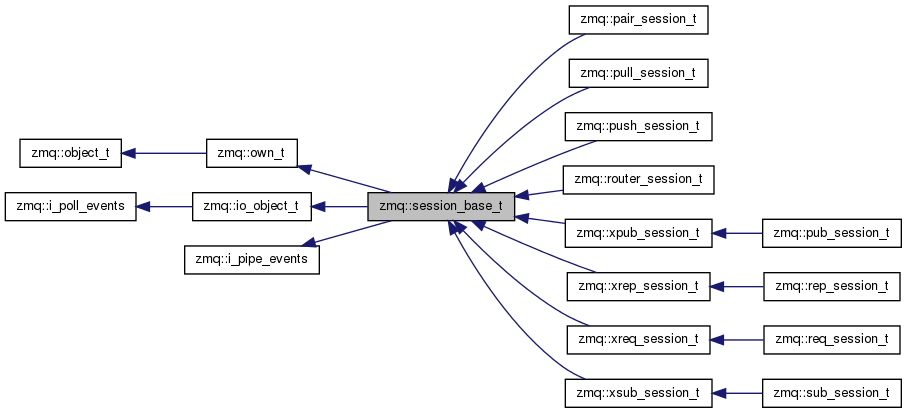 zmq::pair_session_t
zmq::pull_session_t
zmq::push_session_t
zmq::object_t
zmq::own_t
zmq::router_session_t
zmq::i_poll_events
zmq::io_object_t
zmq::session_base_t
zmq::xpub_session_t
zmq::pub_session_t
zmq::i_pipe_events
zmq::xrep_session_t
zmq::rep_session_t
zmq::xreq_session_t
zmq::req_session_t
zmq::xsub_session_t
zmq::sub_session_t